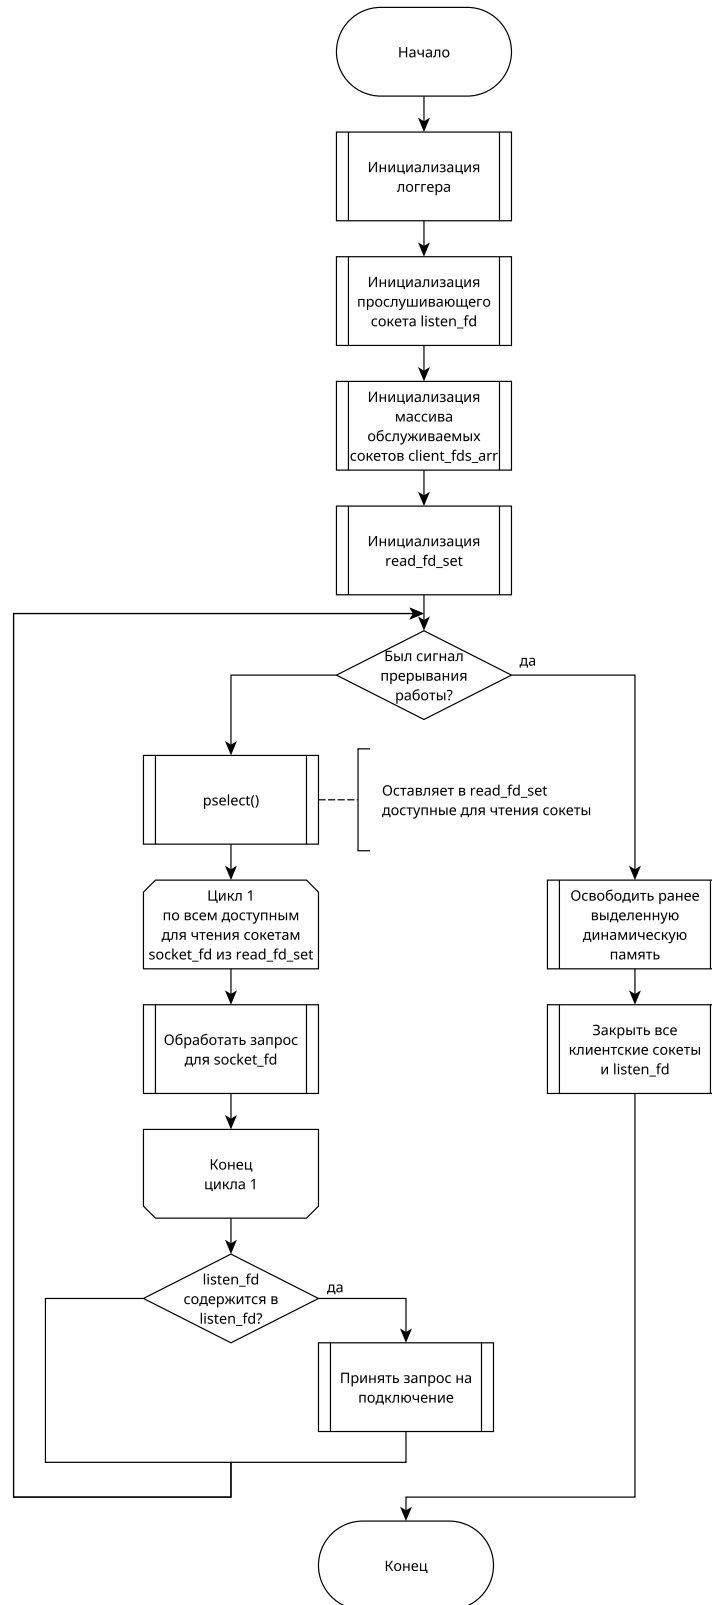 Начало
Инициализация
логгера
Инициализация
прослушивающего
сокета listen_fd
Инициализация
массива
обслуживаемых
сокетов client_fds_arr
Инициализация
read_fd_set
Был сигнал
прерывания
работы?
да
pselect()
Оставляет в read_fd_set
доступные для чтения сокеты
Цикл 1
по всем доступным
для чтения сокетам
socket_fd из read_fd_set
Освободить ранее
выделенную
динамическую
память
Обработать запрос
для socket_fd
Закрыть все
клиентские сокеты
и listen_fd
Конец
цикла 1
listen_fd
содержится в
listen_fd?
да
Принять запрос на
подключение
Конец